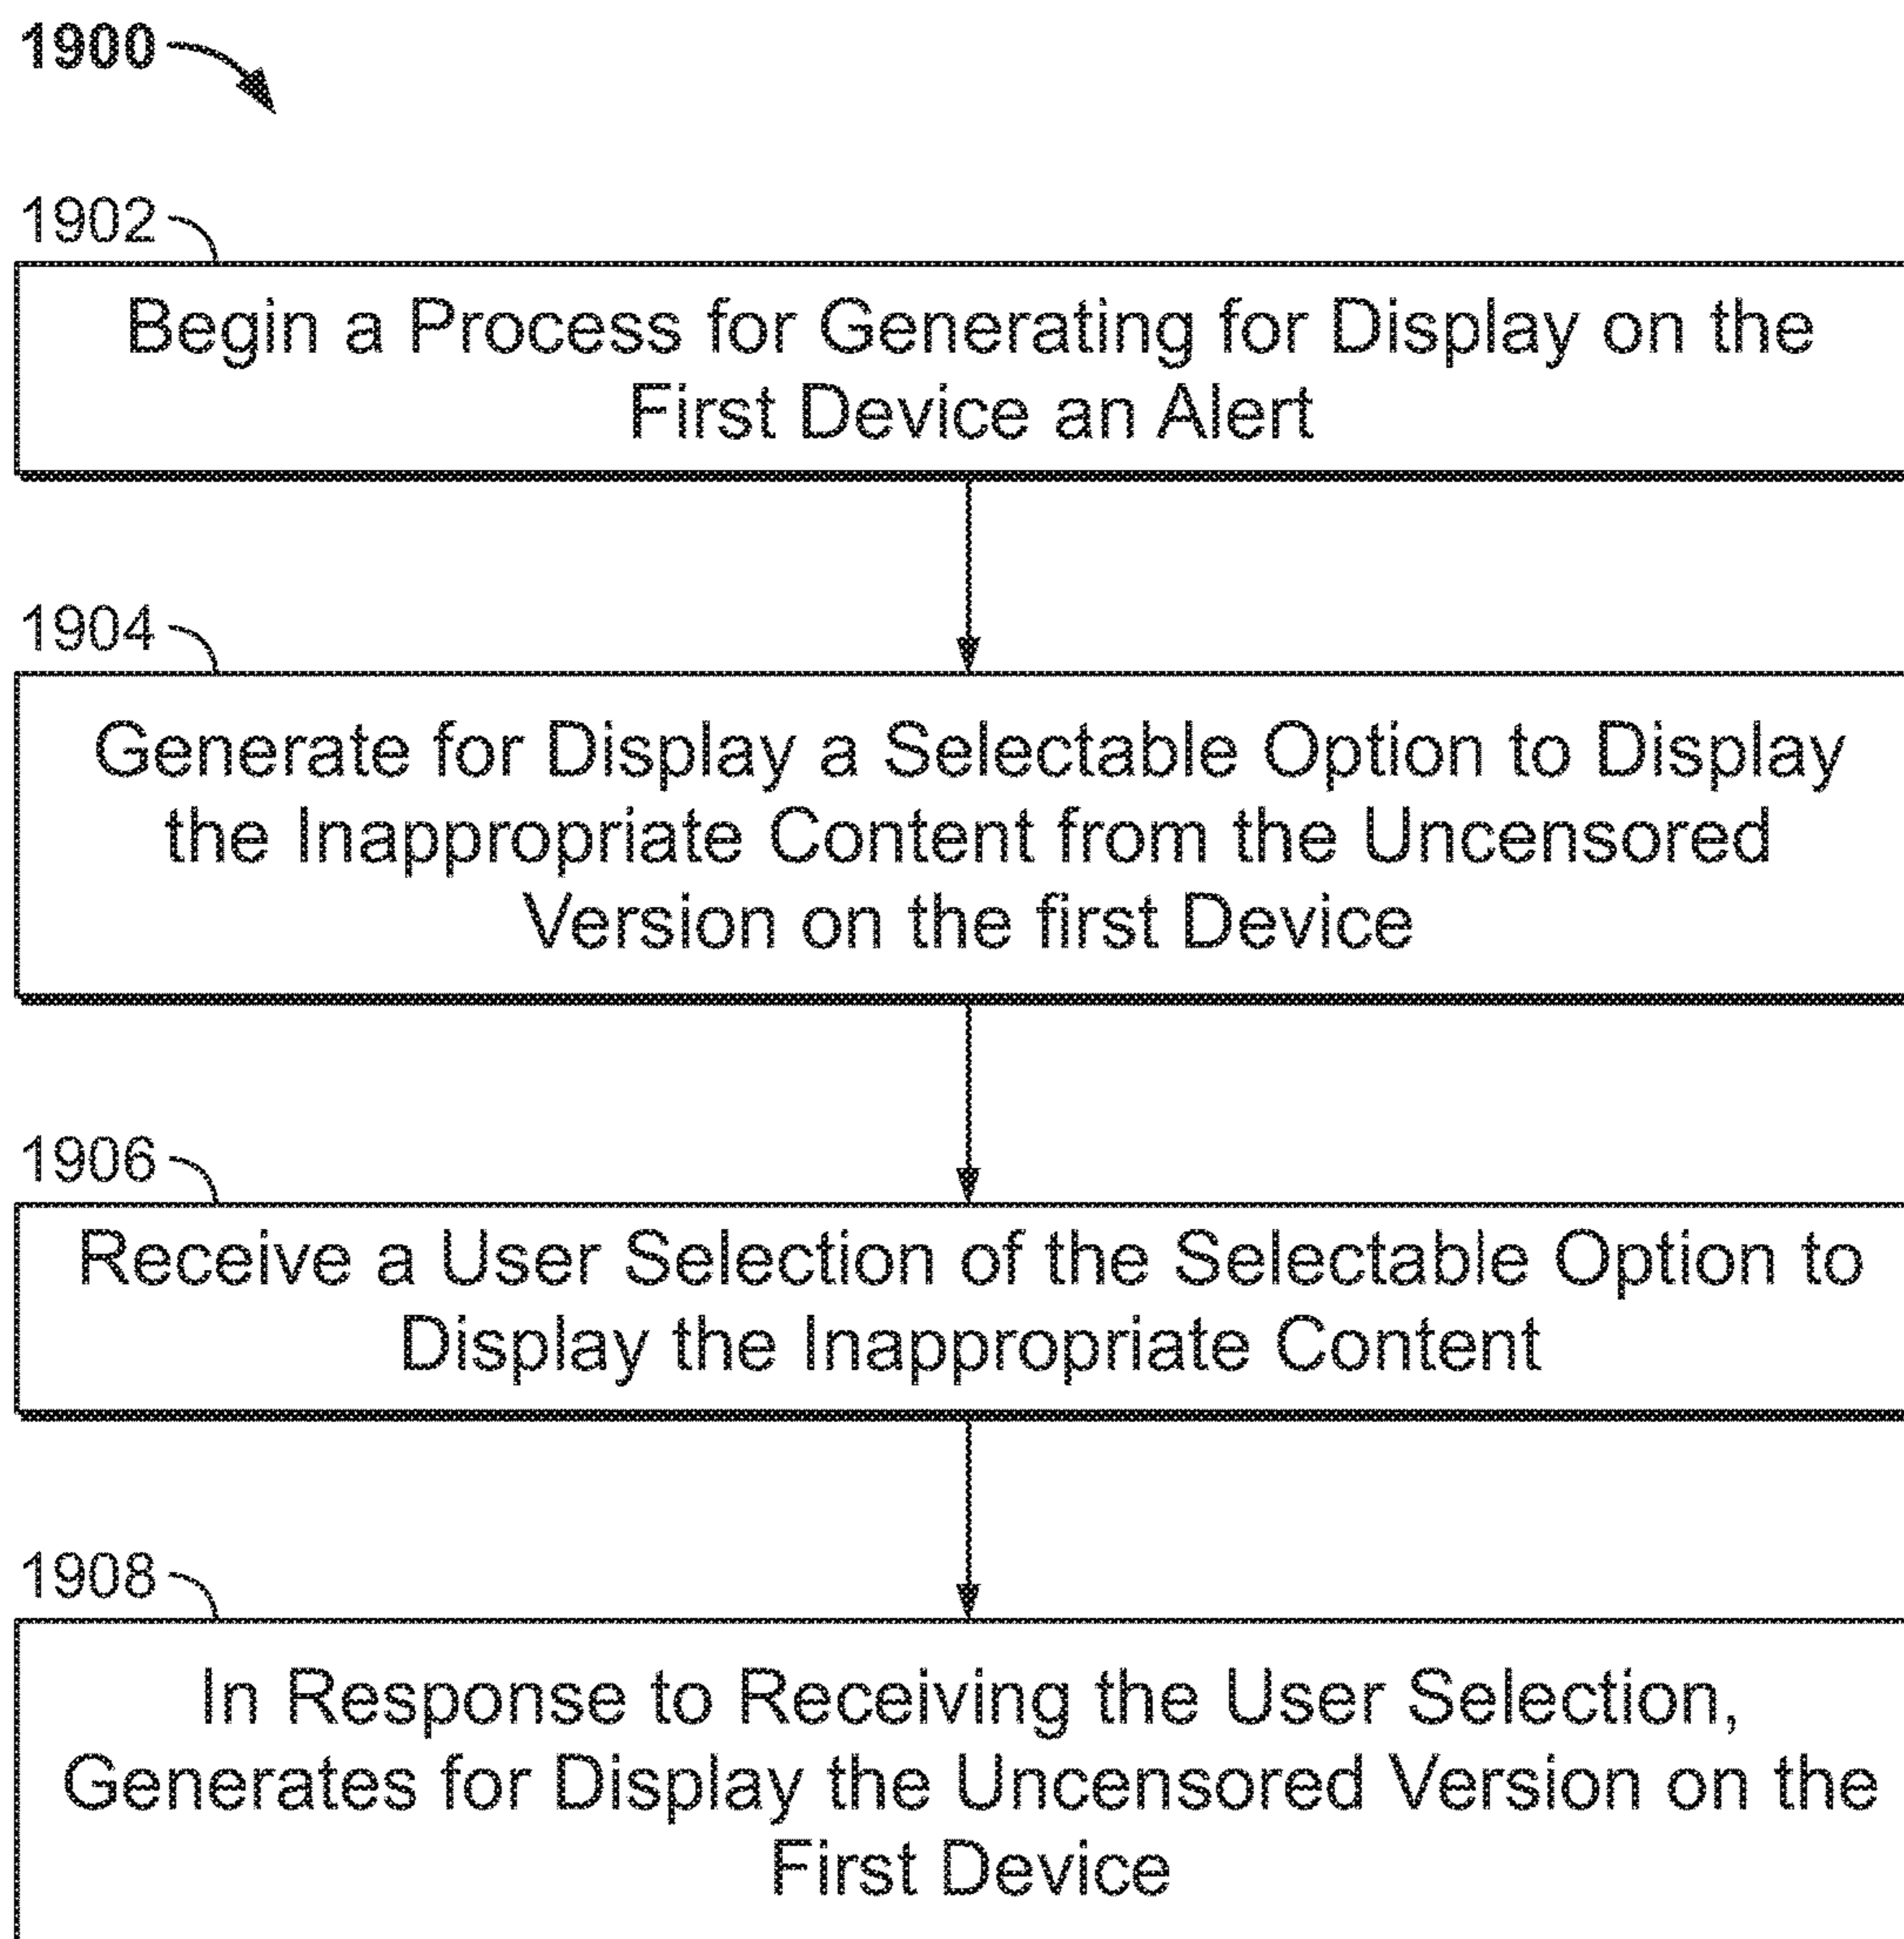 1900
1902
Begin a Process for Generating for Display on the
First Device an Alert
1904
Generate for Display a Selectable Option to Display
the Inappropriate Content from the Uncensored
Version on the first Device
1906
Receive a User Selection of the Selectable Option to
Display the Inappropriate Content
1908
In Response to Receiving the User Selection,
Generates for Display the Uncensored Version on the
First Device